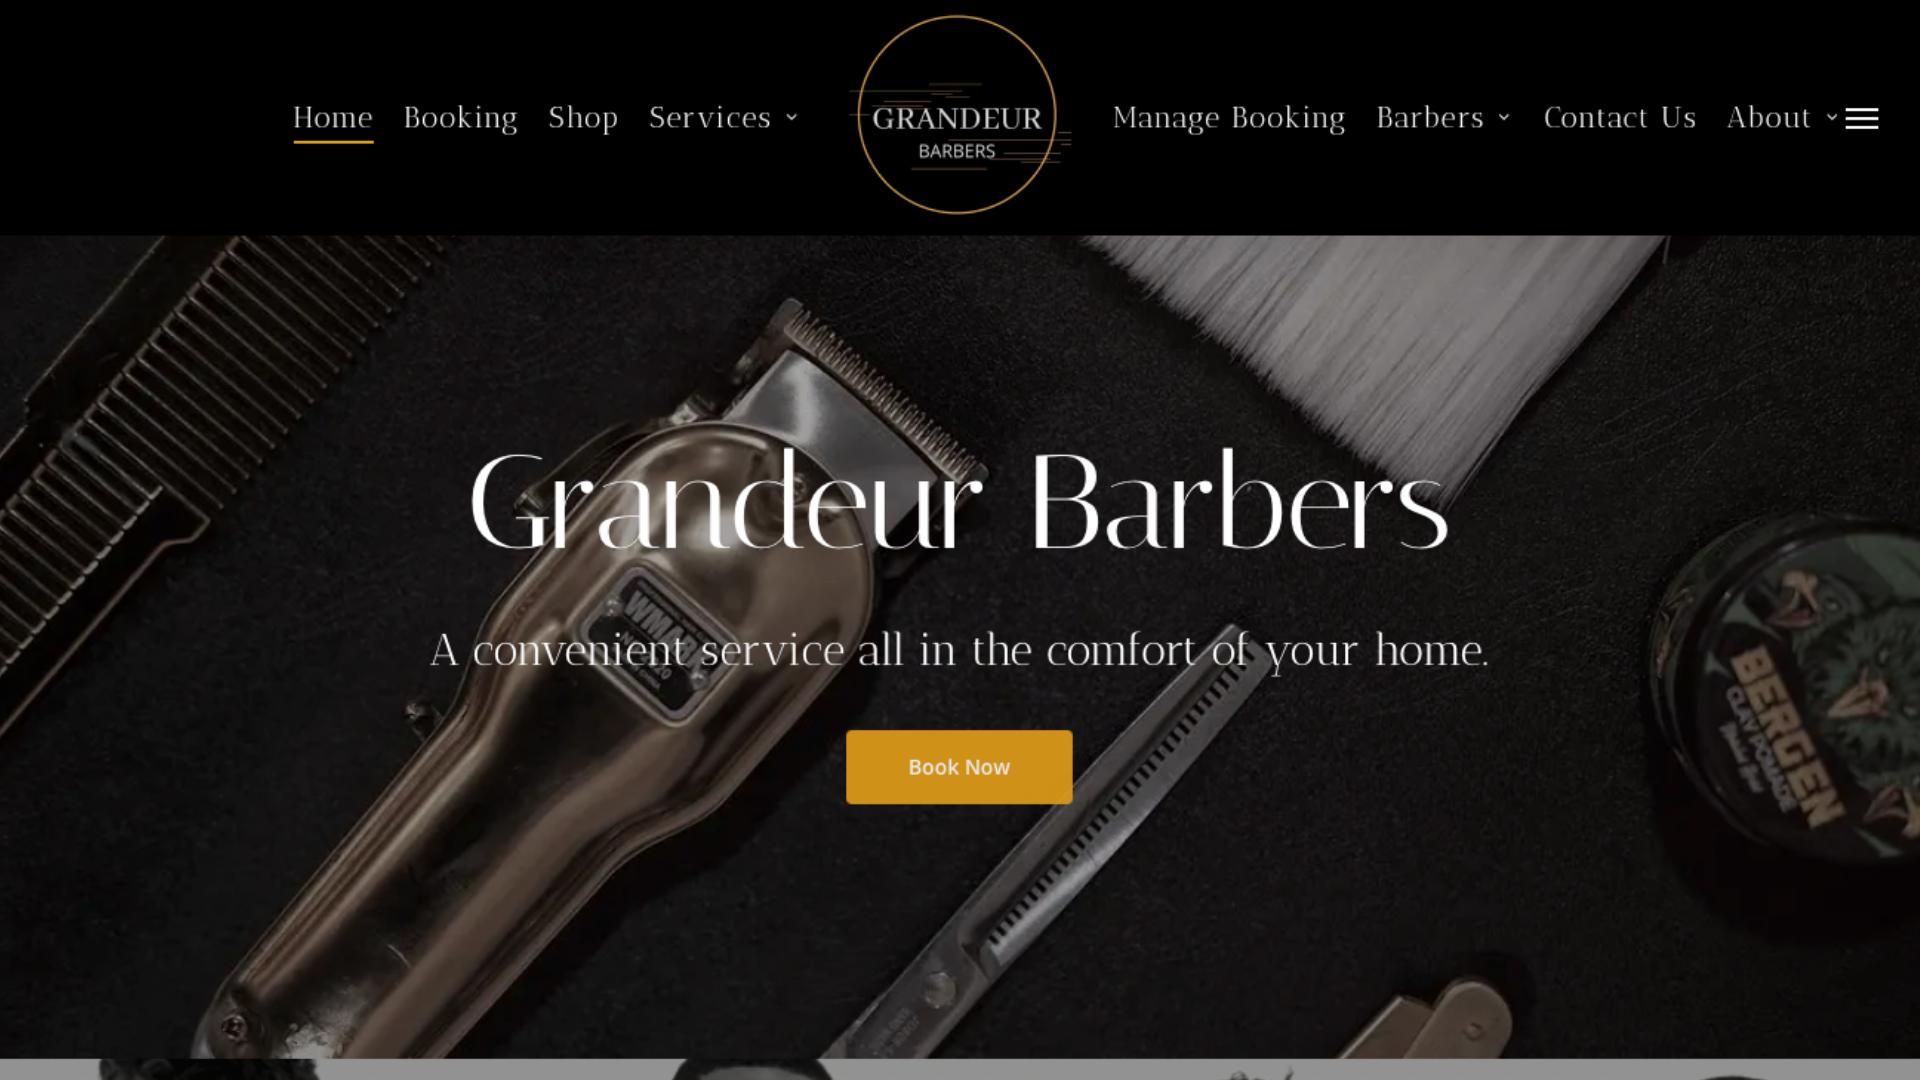 Home Booking Shop Services
GRANDEUR
BARBERS
Manage Booking Barbers Contact Us About
Grandeur Barbers
A convenient service all in the comfort of your home.
Book Now
BERGEN
CLAY POMADE